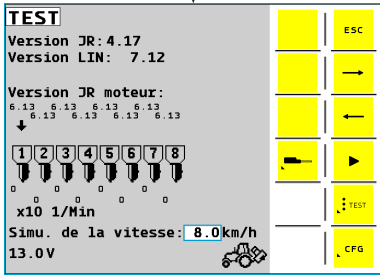 TEST
Version JR:4.17
Version LIN: 7.12
Version JR moteur:
6.13 6.13 6.13 6.13
6.13 6.13 6.13 6.13
1 2 3 4 5 6 7 8
0 0 0 0
0 0 0 0
x10 1/Min
Simu. de la vitesse: 8.0 km/h
13.0V
ESC
TEST
CFG